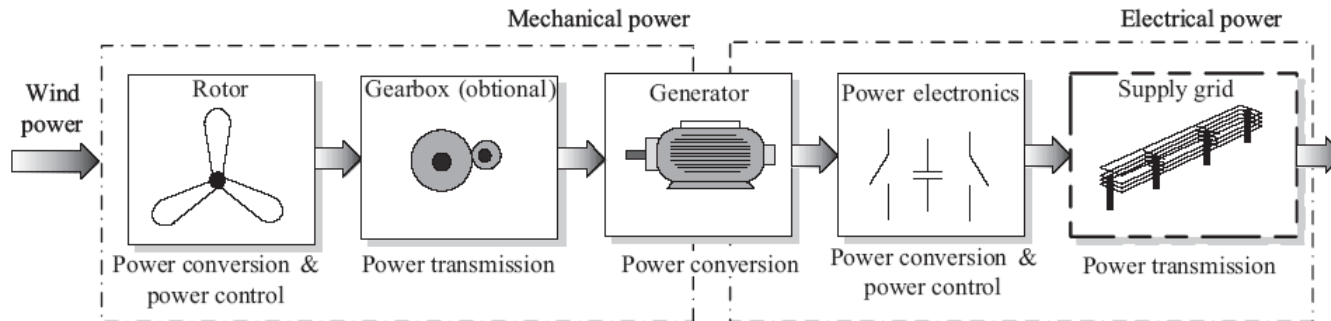 Mechanical power
Electrical power
Wind
power
Rotor
Gearbox (obtional)
Generator
Power electronics
Supply grid
Power conversion &
power control
Power transmission
Power conversion
Power conversion &
power control
Power transmission